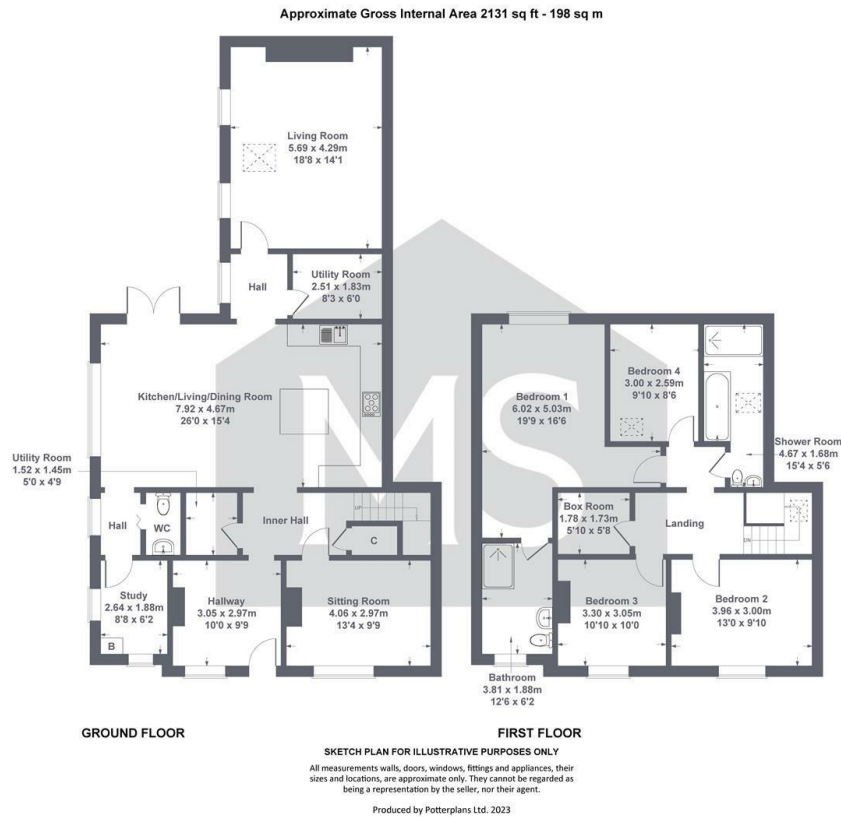 Approximate Gross Internal Area 2131 sq ft - 198 sq m
Living Room
5.69 x 4.29m
18'8 x 14'1
Hall
Utility Room
2.51 x 1.83m
8'3 x 6'0
Kitchen/Living/Dining Room
7.92 x 4.67m
26'0 x 15'4
Utility Room
1.52 x 1.45m
5'0 x 4'9
Hall
WC
Inner Hall
UP
C
Study
2.64 x 1.88m
8'8 x 6'2
B
Hallway
3.05 x 2.97m
10'0 x 9'9
Sitting Room
4.06 x 2.97m
13'4 x 9'9
MS
Bedroom 1
6.02 x 5.03m
19'9 x 16'6
Bedroom 4
3.00 x 2.59m
9'10 x 8'6
Shower Room
4.67 x 1.68m
15'4 x 5'6
Box Room
1.78 x 1.73m
5'10 x 5'8
Landing
DN
Bedroom 3
3.30 x 3.05m
10'10 x 10'0
Bedroom 2
3.96 x 3.00m
13'0 x 9'10
Bathroom
3.81 x 1.88m
12'6 x 6'2
GROUND FLOOR
FIRST FLOOR
SKETCH PLAN FOR ILLUSTRATIVE PURPOSES ONLY
All measurements walls, doors, windows, fittings and appliances, their
sizes and locations, are approximate only. They cannot be regarded as
being a representation by the seller, nor their agent.
Produced by Potterplans Ltd. 2023